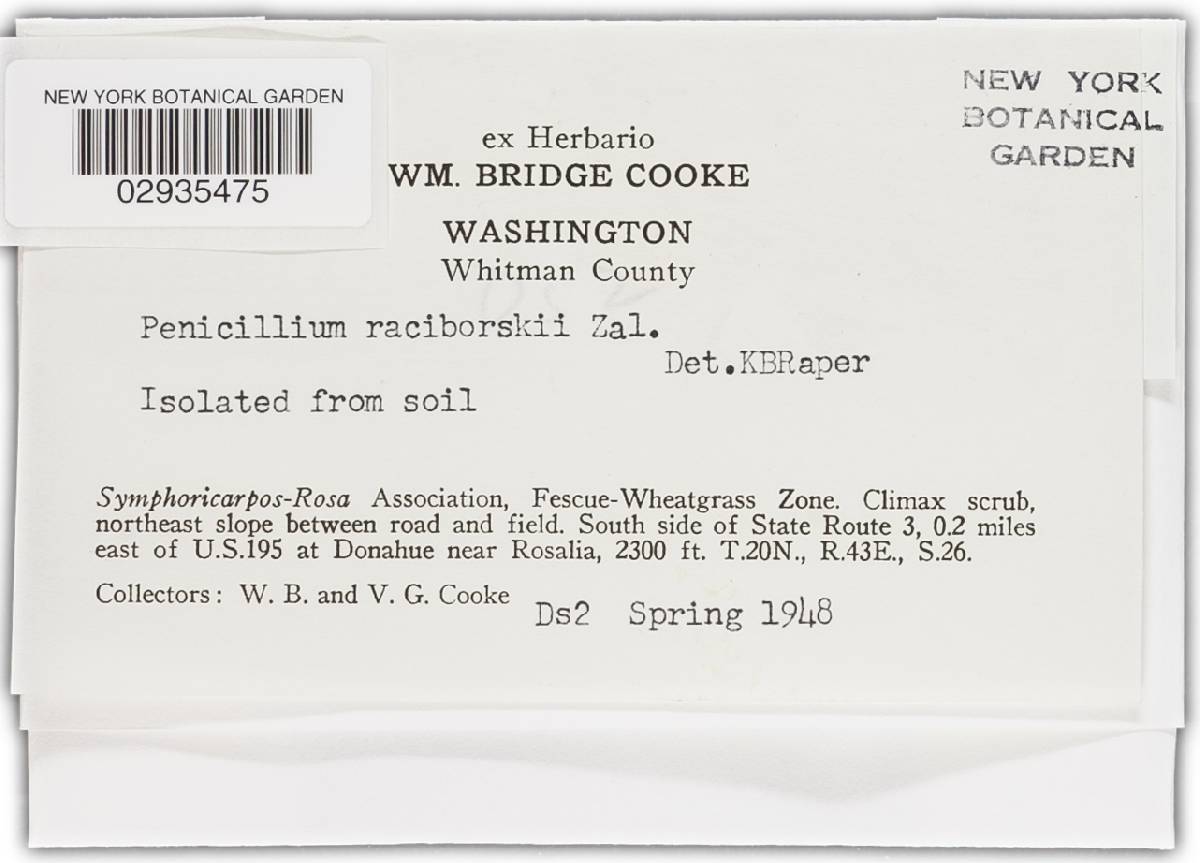 NEW YORK BOTANICAL GARDEN
02935475
NEW YORK
BOTANICAL
GARDEN
ex Herbario
WM. BRIDGE COOKE
WASHINGTON
Whitman County
Penicillium raciborskii Zal.
Det.KBRaper
Isolated from soil
Symphoricarpos-Rosa Association, Fescue-Wheatgrass Zone. Climax scrub,
northeast slope between road and field. South side of State Route 3, 0.2 miles
east of U.S.195 at Donahue near Rosalia, 2300 ft. T.20N., R.43E., S.26.
Collectors: W. B. and V. G. Cooke
Ds2 Spring 1948